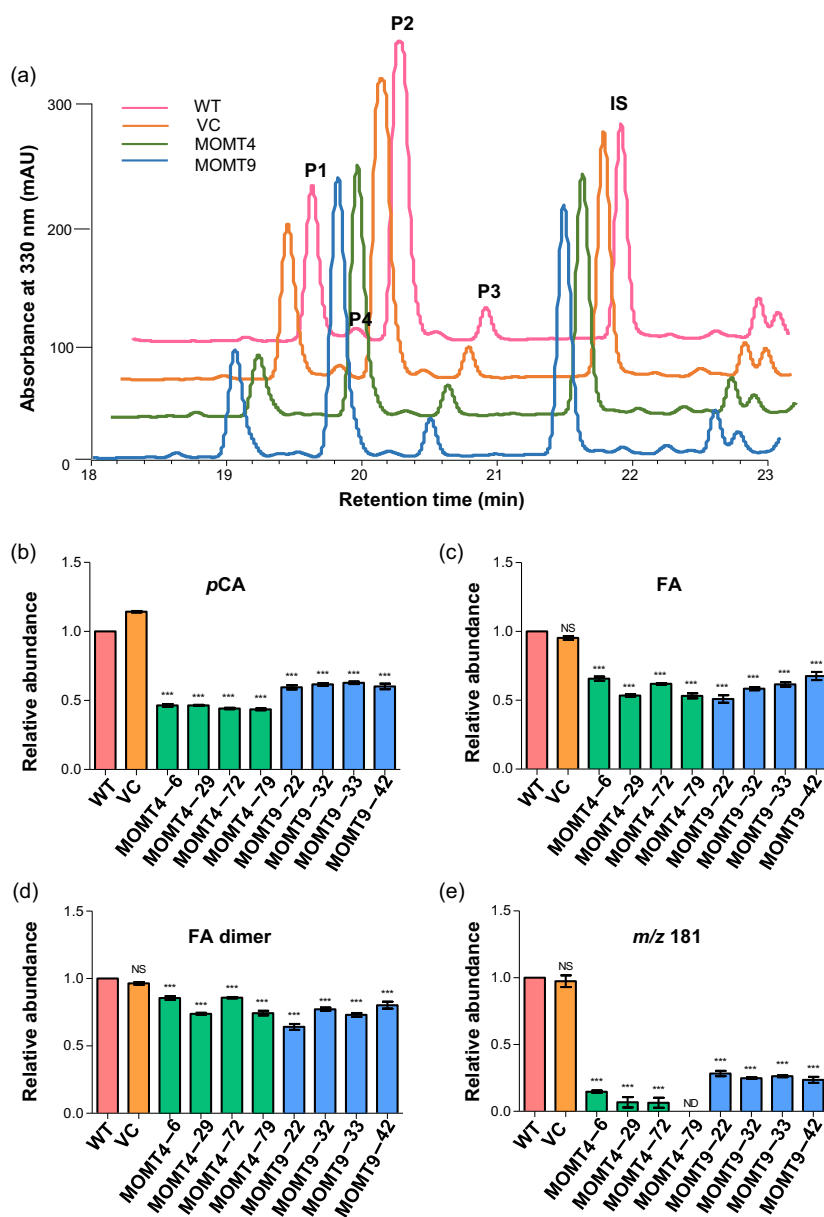 (a)
P2
300
WT
IS
VC
MOMT4
MOMT9
P1
200
P3
P4
100
0
Absorbance at 330 nm (mAU)
18 19 20 21 22 23
Retention time (min)
(b)
pCA
1.5
1.0
0.5
0.0
Relative abundance
*** *** *** *** *** *** *** ***
WT VC MOMT4–6 MOMT4–29 MOMT4–72 MOMT4–79 MOMT9–22 MOMT9–32 MOMT9–33 MOMT9–42
(c)
FA
1.5
1.0
0.5
0.0
Relative abundance
NS *** *** *** *** *** *** *** ***
WT VC MOMT4–6 MOMT4–29 MOMT4–72 MOMT4–79 MOMT9–22 MOMT9–32 MOMT9–33 MOMT9–42
(d)
FA dimer
1.5
1.0
0.5
0.0
Relative abundance
NS *** *** *** *** *** *** *** ***
WT VC MOMT4–6 MOMT4–29 MOMT4–72 MOMT4–79 MOMT9–22 MOMT9–32 MOMT9–33 MOMT9–42
(e)
m/z 181
1.5
1.0
0.5
0.0
Relative abundance
NS *** *** *** ND *** *** *** ***
WT VC MOMT4–6 MOMT4–29 MOMT4–72 MOMT4–79 MOMT9–22 MOMT9–32 MOMT9–33 MOMT9–42